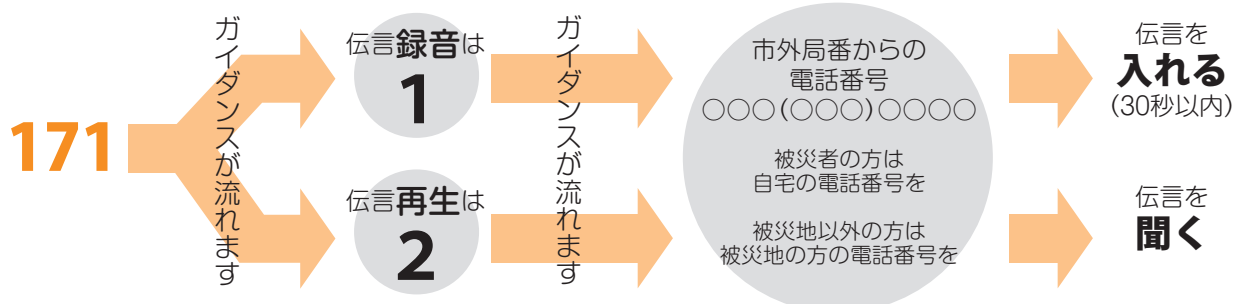 171
ガイダンスが流れます
伝言録音は
1
伝言再生は
2
ガイダンスが流れます
市外局番からの
電話番号
○○○(○○○)○○○○
被災者の方は
自宅の電話番号を
被災地以外の方は
被災地の方の電話番号を
伝言を
入れる
(30秒以内)
伝言を
聞く